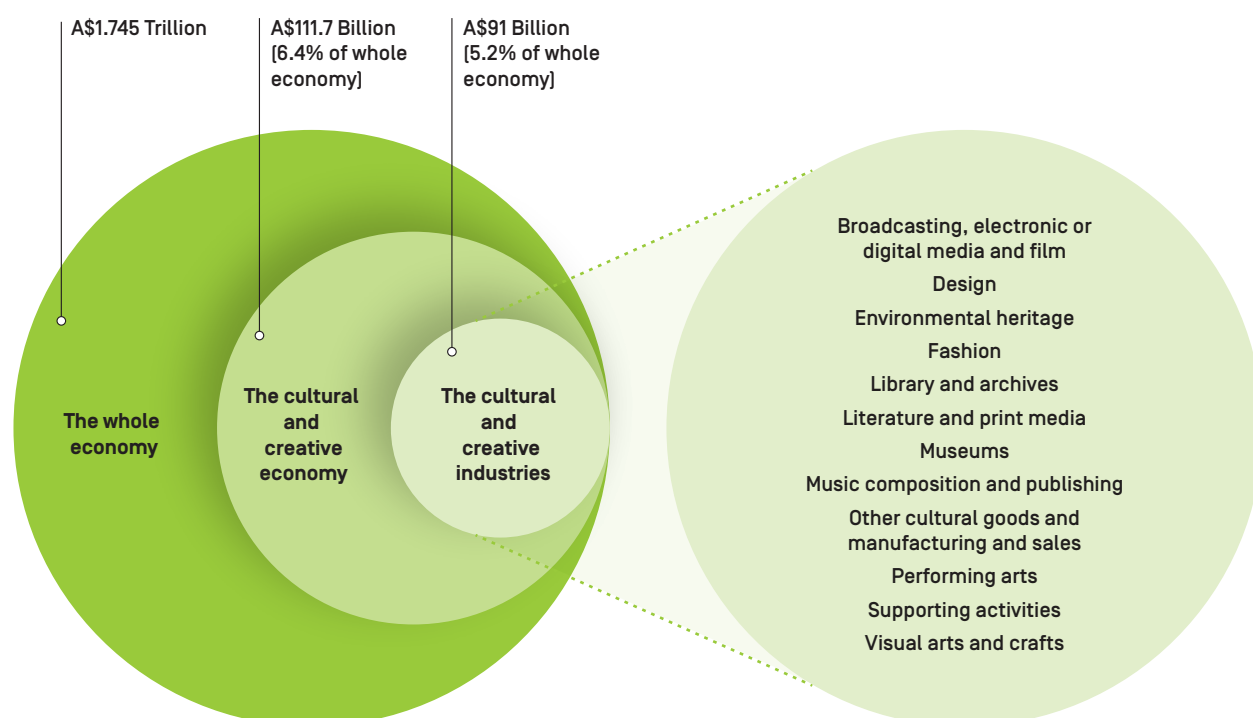 A$1.745 Trillion
A$111.7 Billion
(6.4% of whole
economy)
A$91 Billion
(5.2% of whole
economy)
The whole
economy
The cultural
and
creative
economy
The cultural
and
creative
industries
Broadcasting, electronic or
digital media and film
Design
Environmental heritage
Fashion
Library and archives
Literature and print media
Museums
Music composition and publishing
Other cultural goods and
manufacturing and sales
Performing arts
Supporting activities
Visual arts and crafts